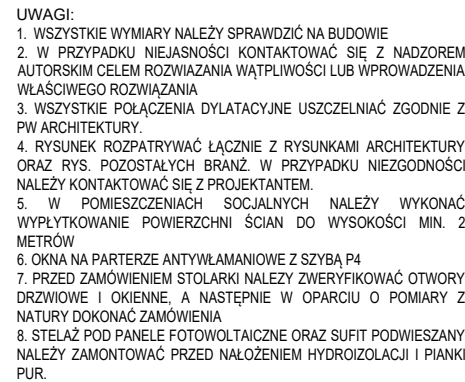 UWAGI:
1. WSZYSTKIE WYMIARY NALEŻY SPRAWDZIĆ NA BUDOWIE
2. W PRZYPADKU NIEJASNOŚCI KONTAKTOWAĆ SIĘ Z NADZOREM
AUTORSKIM CELEM ROZWIAZANIA WĄTPLIWOŚCI LUB WPROWADZENIA
WŁAŚCIWEGO ROZWIĄZANIA
3. WSZYSTKIE POŁĄCZENIA DYLATACYJNE USZCZELNIAĆ ZGODNIE Z
PW ARCHITEKTURY.
4. RYSUNEK ROZPATRYWAĆ ŁĄCZNIE Z RYSUNKAMI ARCHITEKTURY
ORAZ RYS. POZOSTAŁYCH BRANŻ. W PRZYPADKU NIEZGODNOŚCI
NALEŻY KONTAKTOWAĆ SIĘ Z PROJEKTANTEM.
5. W POMIESZCZENIACH SOCJALNYCH NALEŻY WYKONAĆ
WYPŁYTKOWANIE POWIERZCHNI ŚCIAN DO WYSOKOŚCI MIN. 2
METRÓW
6. OKNA NA PARTERZE ANTYWŁAMANIOWE Z SZYBĄ P4
7. PRZED ZAMÓWIENIEM STOLARKI NALEZY ZWERYFIKOWAĆ OTWORY
DRZWIOWE I OKIENNE, A NASTĘPNIE W OPARCIU O POMIARY Z
NATURY DOKONAĆ ZAMÓWIENIA
8. STELAŻ POD PANELE FOTOWOLTAICZNE ORAZ SUFIT PODWIESZANY
NALEŻY ZAMONTOWAĆ PRZED NAŁOŻENIEM HYDROIZOLACJI I PIANKI
PUR.